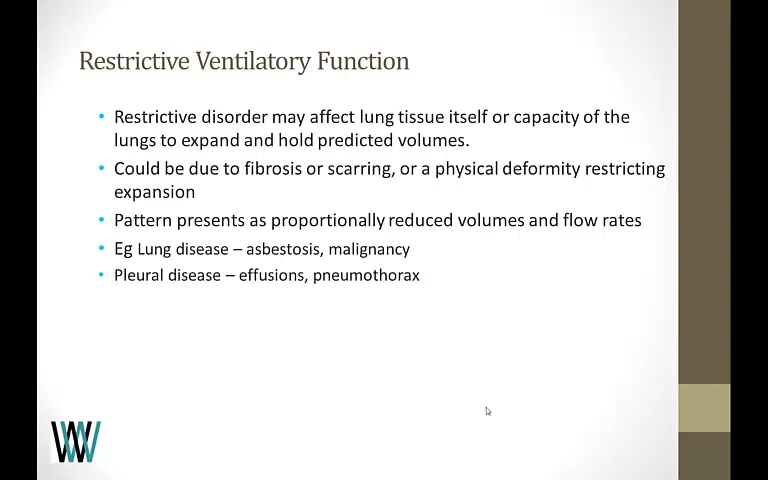 Restrictive Ventilatory Function
• Restrictive disorder may affect lung tissue itself or capacity of the
lungs to expand and hold predicted volumes.
• Could be due to fibrosis or scarring, or a physical deformity restricting
expansion
• Pattern presents as proportionally reduced volumes and flow rates
• Eg Lung disease – asbestosis, malignancy
• Pleural disease – effusions, pneumothorax